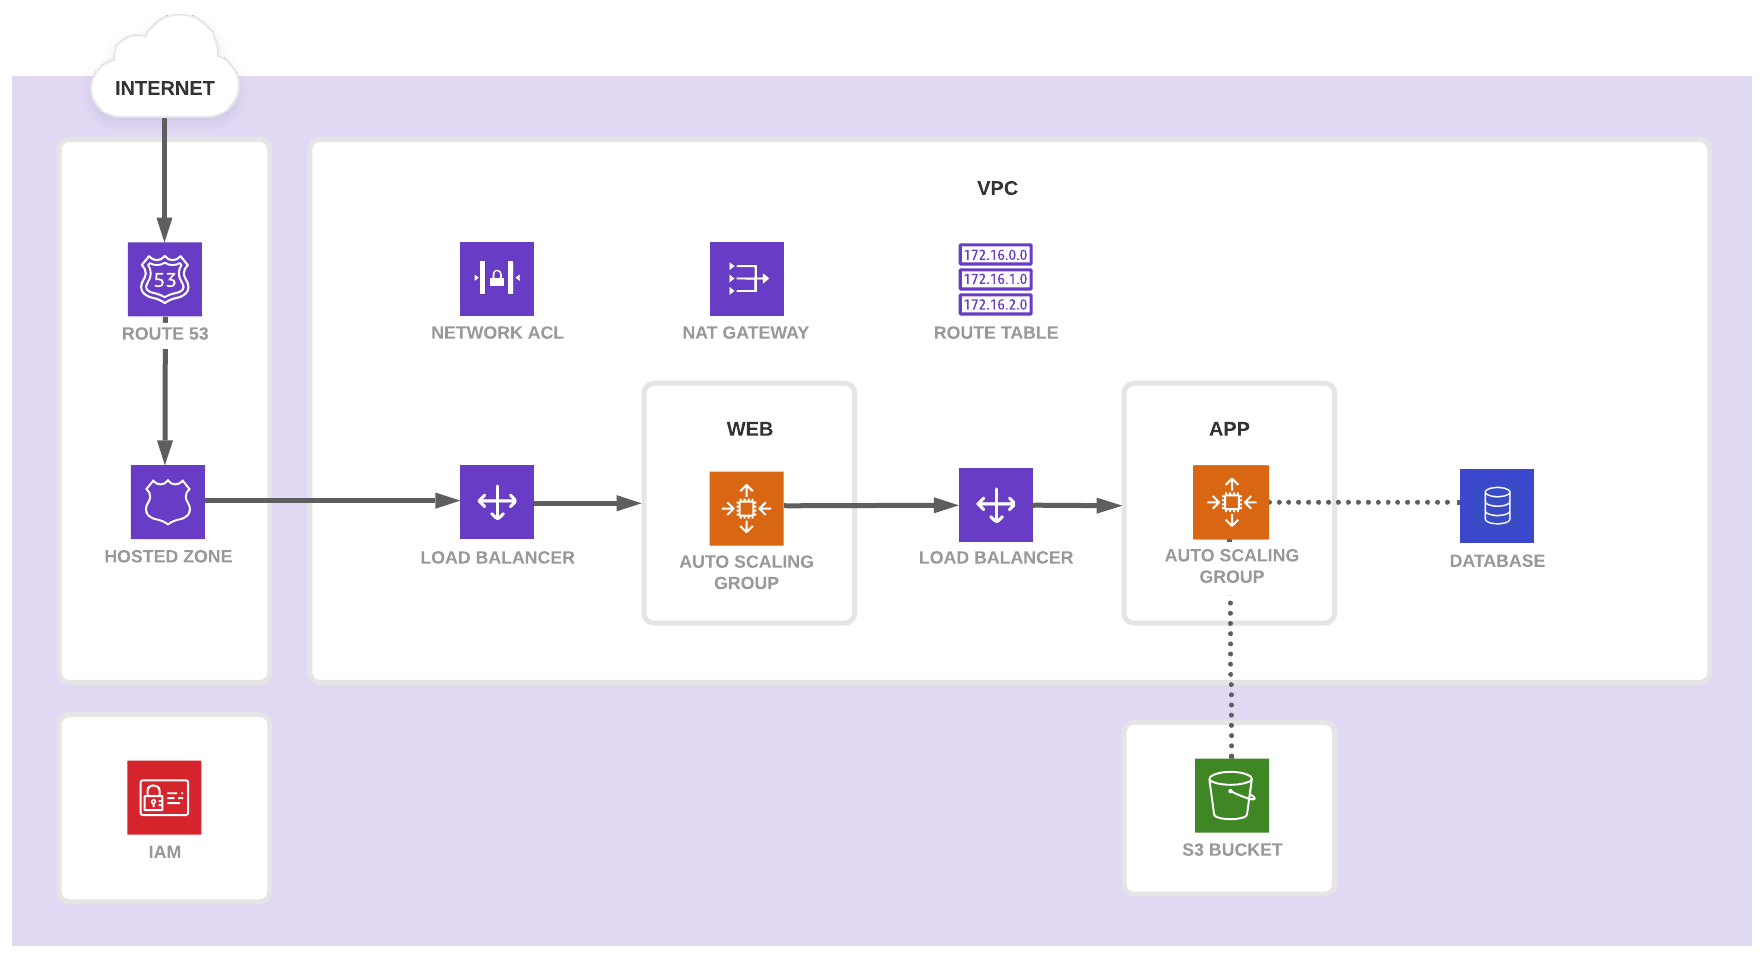 INTERNET
VPC
53
172.16.0.0
172.16.1.0
172.16.2.0
ROUTE 53
NETWORK ACL
NAT GATEWAY
ROUTE TABLE
WEB
APP
HOSTED ZONE
LOAD BALANCER
AUTO SCALING
GROUP
LOAD BALANCER
AUTO SCALING
GROUP
DATABASE
IAM
S3 BUCKET